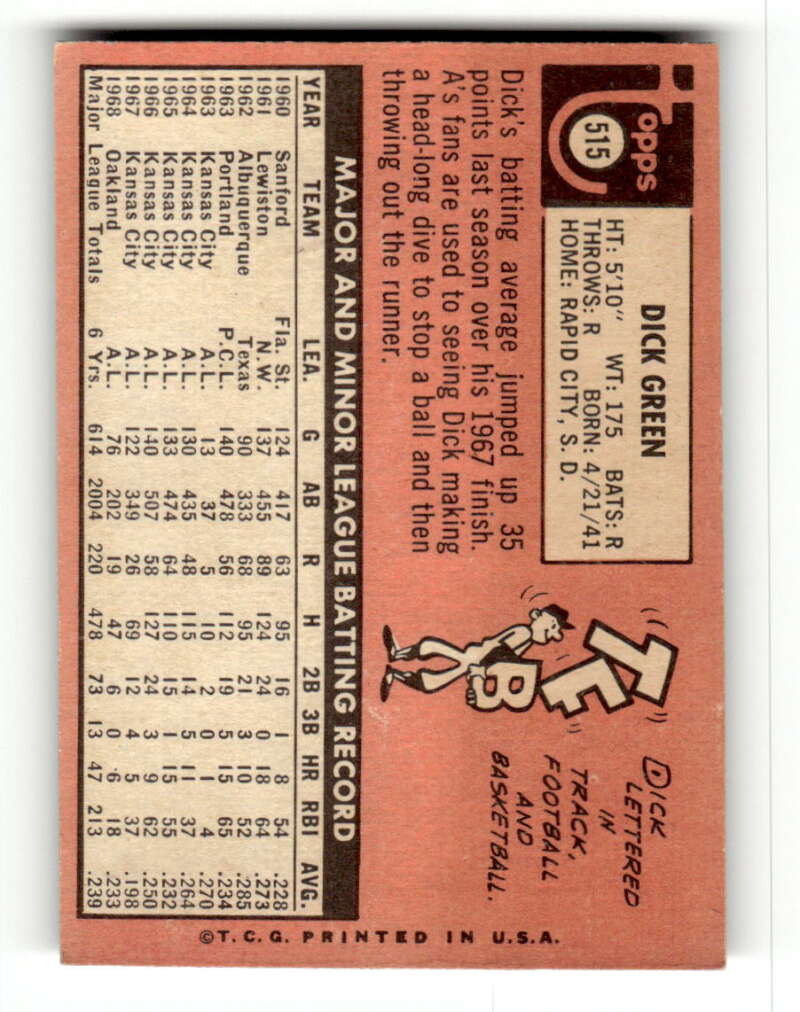 Topps
515
DICK GREEN
HT: 5'10" WT: 175 BATS: R
THROWS: R BORN: 4/21/41
HOME: RAPID CITY, S. D.
Dick's batting average jumped up 35
points last season over his 1967 finish.
A's fans are used to seeing Dick making
a head-long dive to stop a ball and then
throwing out the runner.
T
F
B
DICK
LETTERED
IN
TRACK,
FOOTBALL
AND
BASKETBALL.
MAJOR AND MINOR LEAGUE BATTING RECORD
YEAR TEAM LEA. G AB R H 2B 3B HR RBI AVG.
1960 Sanford Fla. St. 124 417 63 95 16 1 8 54 .228
1961 Lewiston N.W. 137 455 89 124 24 0 18 64 .273
1962 Albuquerque Texas 90 333 68 95 21 3 10 52 .285
1963 Portland P.C.L. 140 478 56 112 19 5 15 65 .234
1963 Kansas City A.L. 13 37 5 10 2 0 1 4 .270
1964 Kansas City A.L. 130 435 48 115 14 5 11 37 .264
1965 Kansas City A.L. 133 474 64 110 15 1 15 55 .232
1966 Kansas City A.L. 140 507 58 127 24 3 9 62 .250
1967 Kansas City A.L. 122 349 26 69 12 4 5 37 .198
1968 Oakland A.L. 76 202 19 47 6 0 6 18 .233
Major League Totals 6 Yrs. 614 2004 220 478 73 13 47 213 .239
©T.C.G. PRINTED IN U.S.A.